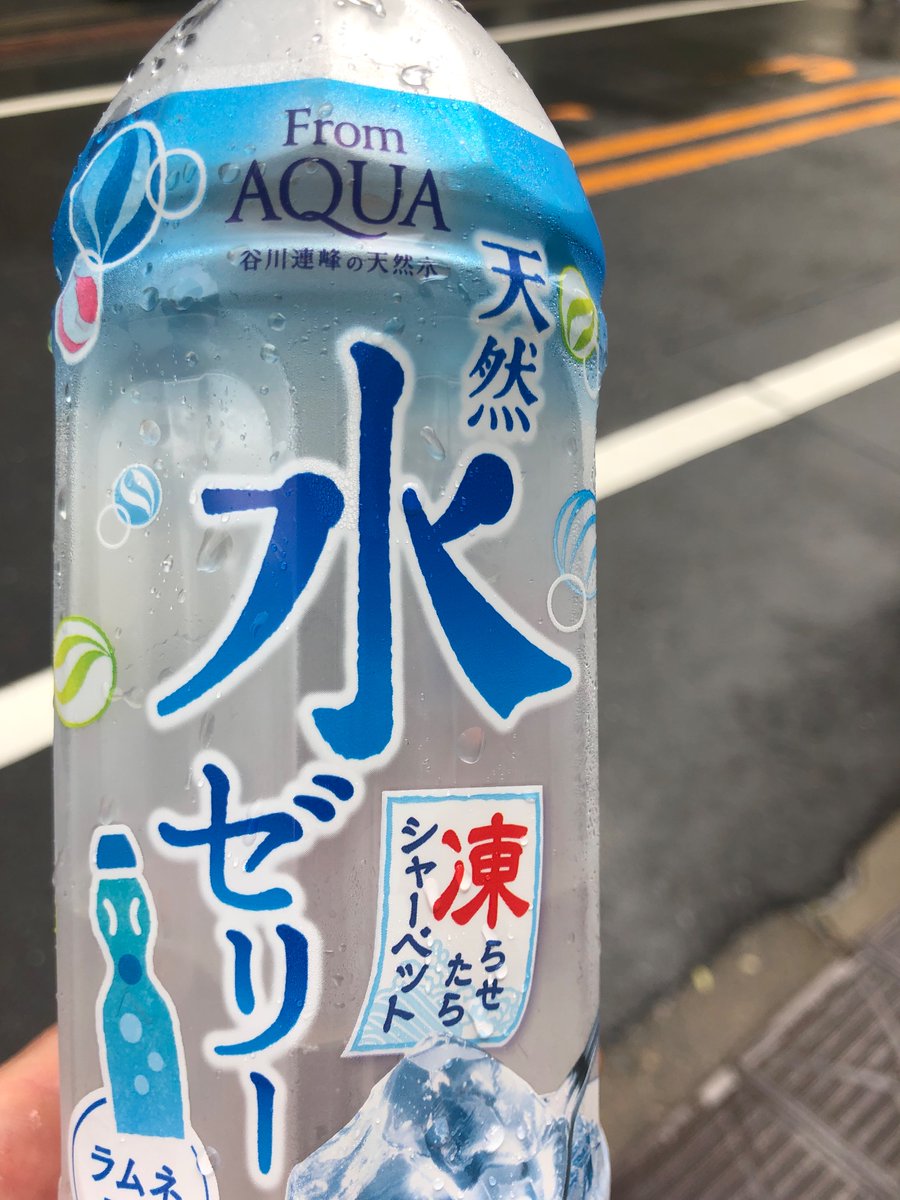 From
AQUA
谷川連峰の天然水
天然
水
ゼリー
凍らせたら
シャーベット
ラムネ